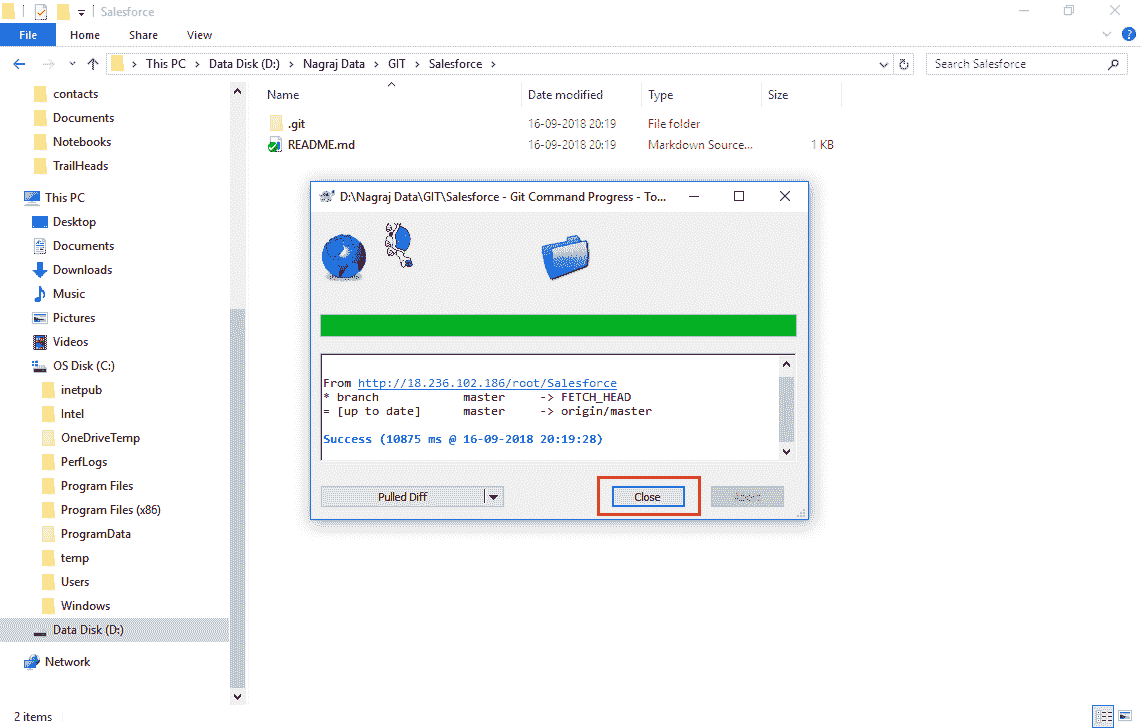 Salesforce
File Home Share View
This PC Data Disk (D:) Nagraj Data GIT Salesforce
Search Salesforce
Name Date modified Type Size
.git 16-09-2018 20:19 File folder
README.md 16-09-2018 20:19 Markdown Source... 1 KB
contacts
Documents
Notebooks
TrailHeads
This PC
Desktop
Documents
Downloads
Music
Pictures
Videos
OS Disk (C:)
inetpub
Intel
OneDriveTemp
PerfLogs
Program Files
Program Files (x86)
ProgramData
temp
Users
Windows
Data Disk (D:)
Network
D:\Nagraj Data\GIT\Salesforce - Git Command Progress - To...
From http://18.236.102.186/root/Salesforce
* branch master -> FETCH_HEAD
= [up to date] master -> origin/master
Success (10875 ms @ 16-09-2018 20:19:28)
Pulled Diff
Close
2 items